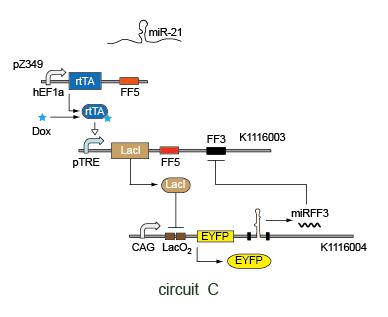 miR-21
pZ349
rtTA
hEF1a
FF5
rtTA
Dox
LacI
FF3
K1116003
pTRE
FF5
LacI
miRFF3
EYFP
CAG
LacO2
K1116004
EYFP
circuit C